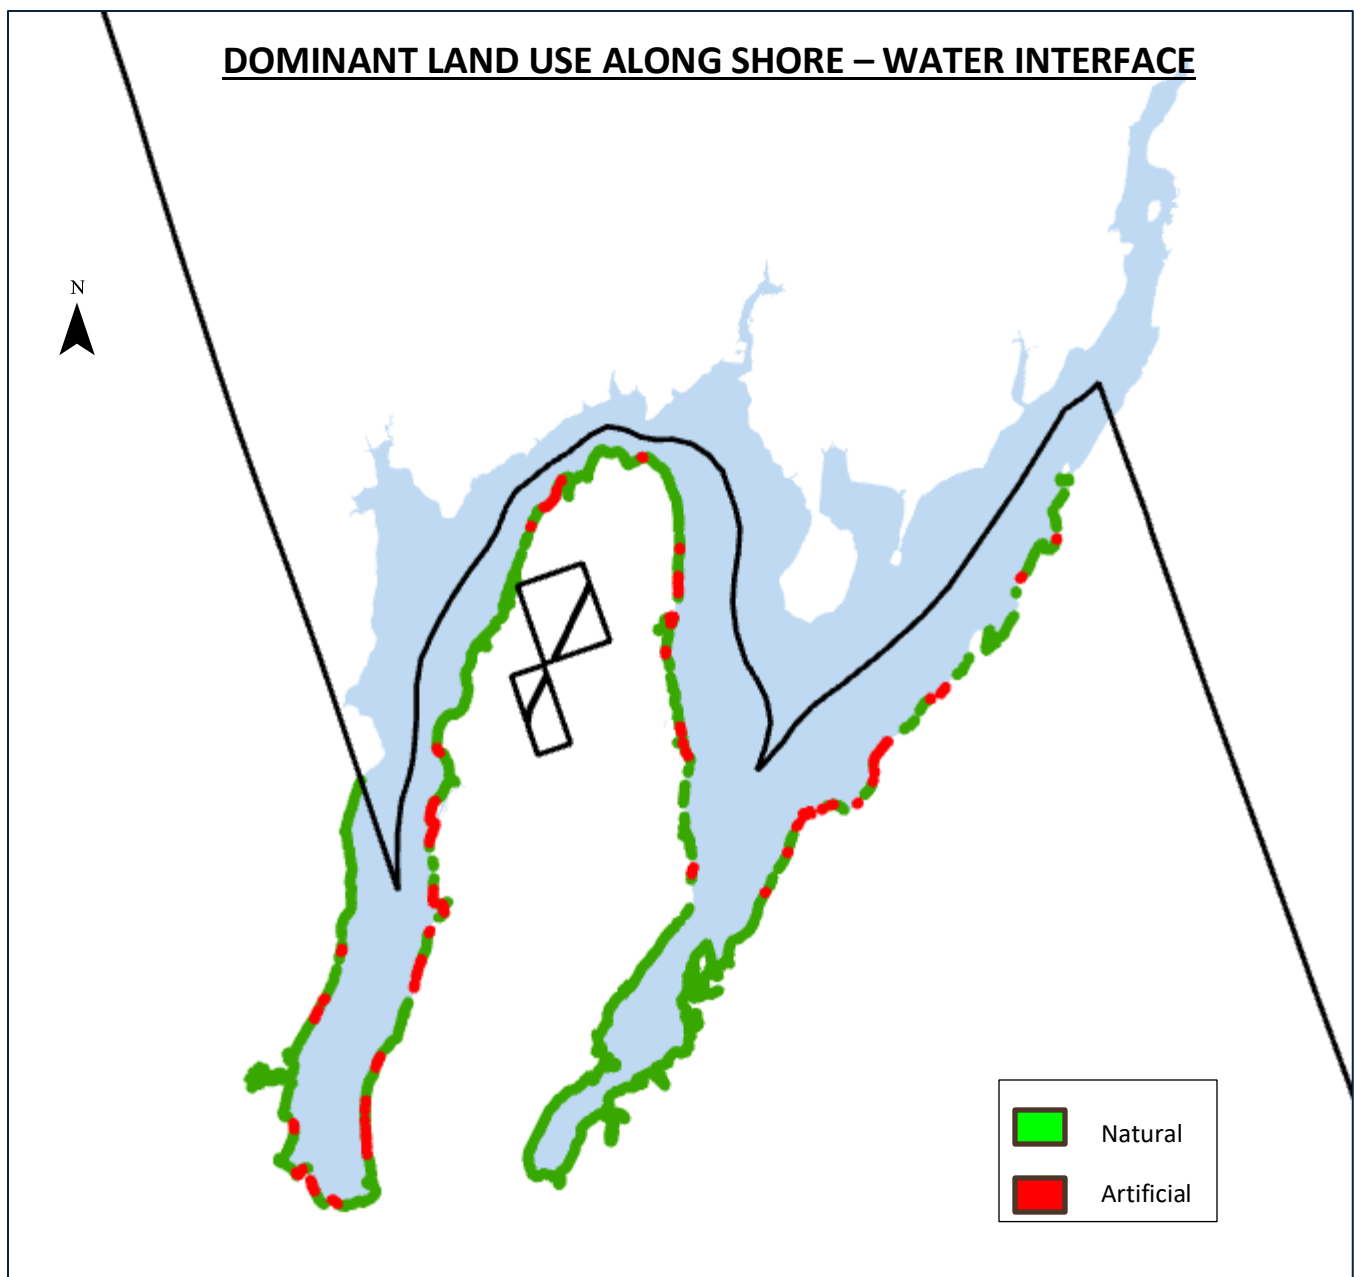 DOMINANT LAND USE ALONG SHORE – WATER INTERFACE
N
Natural
Artificial